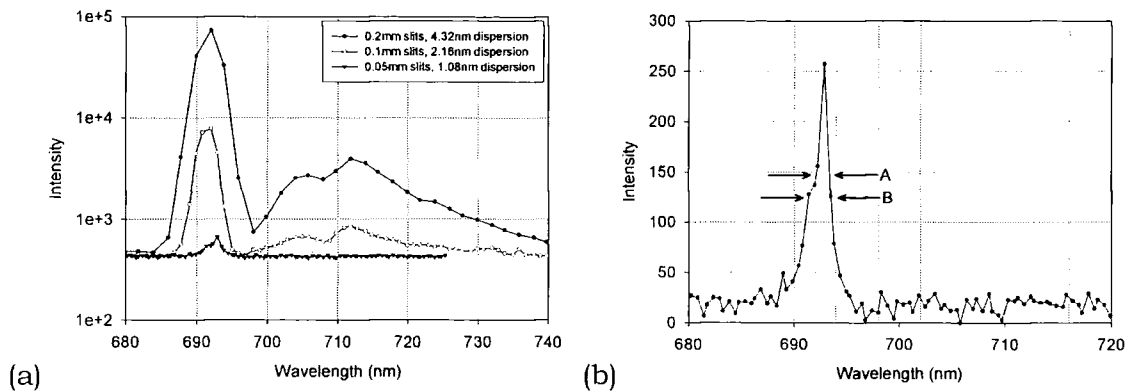 1e+5
1e+4
1e+3
1e+2
Intensity
0.2mm slits, 4.32nm dispersion
0.1mm slits, 2.16nm dispersion
0.05mm slits, 1.08nm dispersion
680 690 700 710 720 730 740
Wavelength (nm)
(a)
300
250
200
150
100
50
0
Intensity
A
B
680 690 700 710 720
Wavelength (nm)
(b)